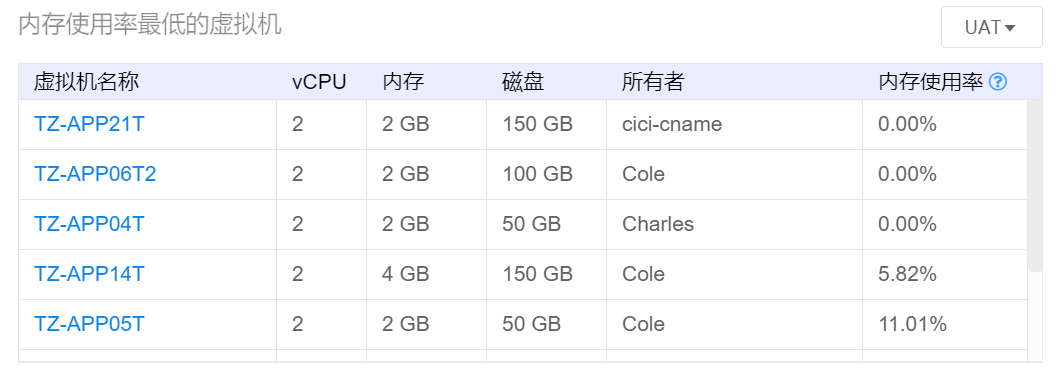 内存使用率最低的虚拟机
UAT
虚拟机名称 vCPU 内存 磁盘 所有者 内存使用率 ?
TZ-APP21T 2 2 GB 150 GB cici-cname 0.00%
TZ-APP06T2 2 2 GB 100 GB Cole 0.00%
TZ-APP04T 2 2 GB 50 GB Charles 0.00%
TZ-APP14T 2 4 GB 150 GB Cole 5.82%
TZ-APP05T 2 2 GB 50 GB Cole 11.01%